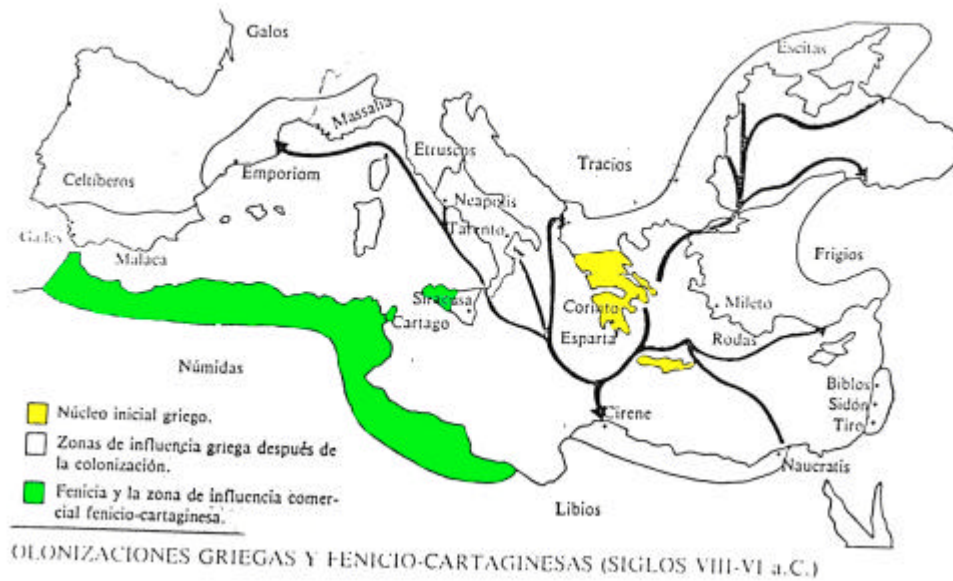 Galos
Escitas
Massalia
Etruscos
Tracios
Celtíberos
Emporiom
Neapolis
Tarento
Gades
Malaca
Frigios
Siracusa
Corinto
Mileto
Cartago
Esparta
Rodas
Númidas
Biblos
Sidón
Tiro
Cirene
Naucratis
Libios
Núcleo inicial griego.
Zonas de influencia griega después de
la colonización.
Fenicia y la zona de influencia comer-
cial fenicio-cartaginesa.
OLONIZACIONES GRIEGAS Y FENICIO-CARTAGINESAS (SIGLOS VIII-VI a.C.)